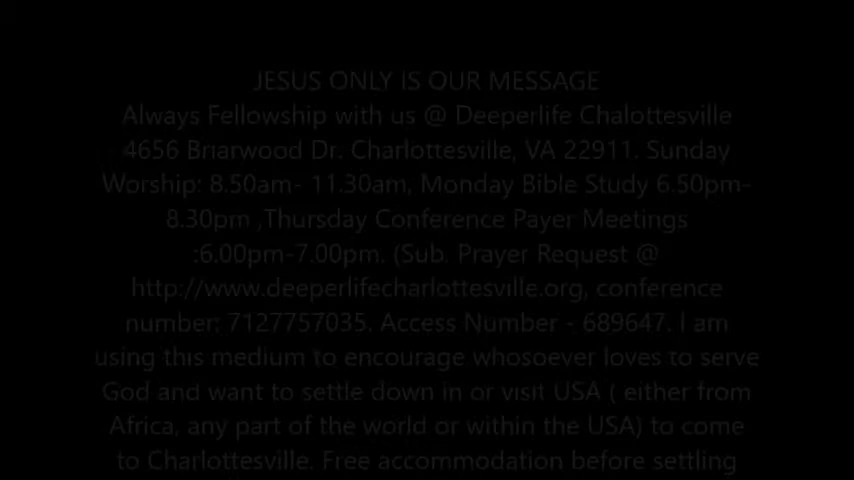 JESUS ONLY IS OUR MESSAGE
Always Fellowship with us @ Deeperlife Chalottesville
4656 Briarwood Dr. Charlottesville, VA 22911. Sunday
Worship: 8.50am- 11.30am, Monday Bible Study 6.50pm-
8.30pm ,Thursday Conference Payer Meetings
:6.00pm-7.00pm. (Sub. Prayer Request @
http://www.deeperlifecharlottesville.org, conference
number: 7127757035. Access Number - 689647. I am
using this medium to encourage whosoever loves to serve
God and want to settle down in or visit USA ( either from
Africa, any part of the world or within the USA) to come
to Charlottesville. Free accommodation before settling